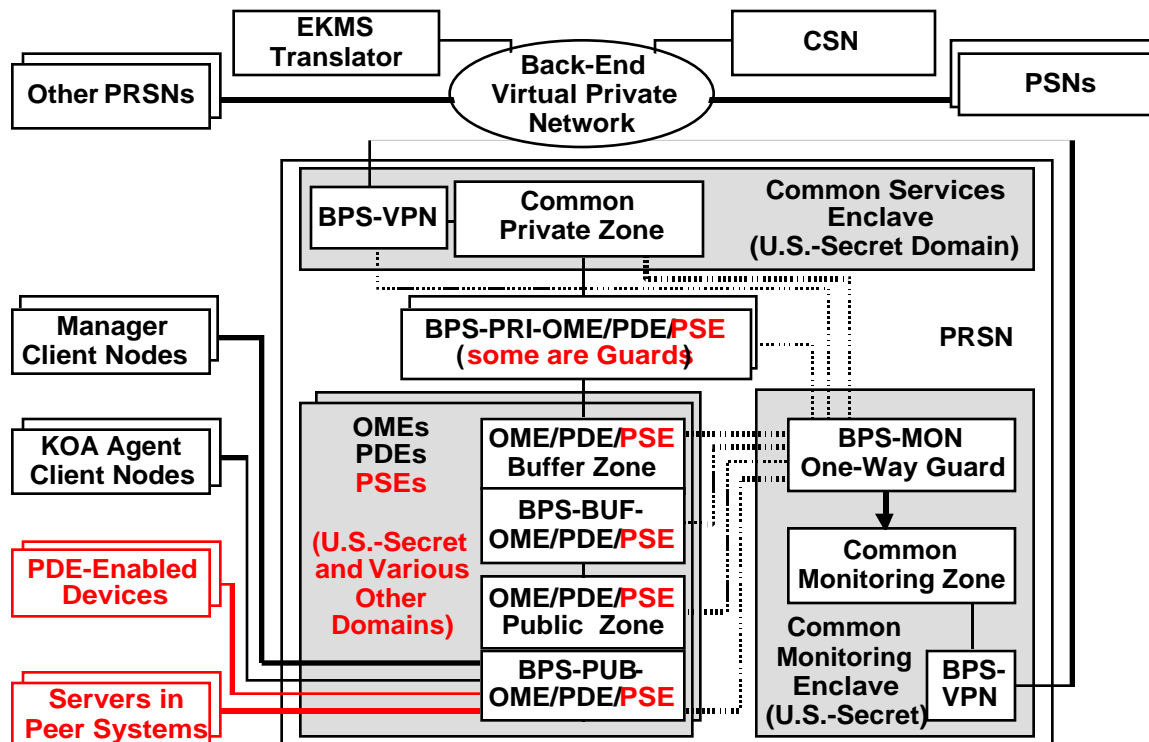 EKMS
Translator
CSN
Other PRSNs
Back-End
Virtual Private
Network
PSNs
BPS-VPN
Common
Private Zone
Common Services
Enclave
(U.S.-Secret Domain)
Manager
Client Nodes
BPS-PRI-OME/PDE/PSE
(some are Guards)
PRSN
KOA Agent
Client Nodes
OMEs
PDEs
PSEs
(U.S.-Secret
and Various
Other
Domains)
OME/PDE/PSE
Buffer Zone
BPS-BUF-
OME/PDE/PSE
OME/PDE/PSE
Public Zone
BPS-PUB-
OME/PDE/PSE
BPS-MON
One-Way Guard
Common
Monitoring Zone
Common
Monitoring
Enclave
(U.S.-Secret)
BPS-
VPN
PDE-Enabled
Devices
Servers in
Peer Systems